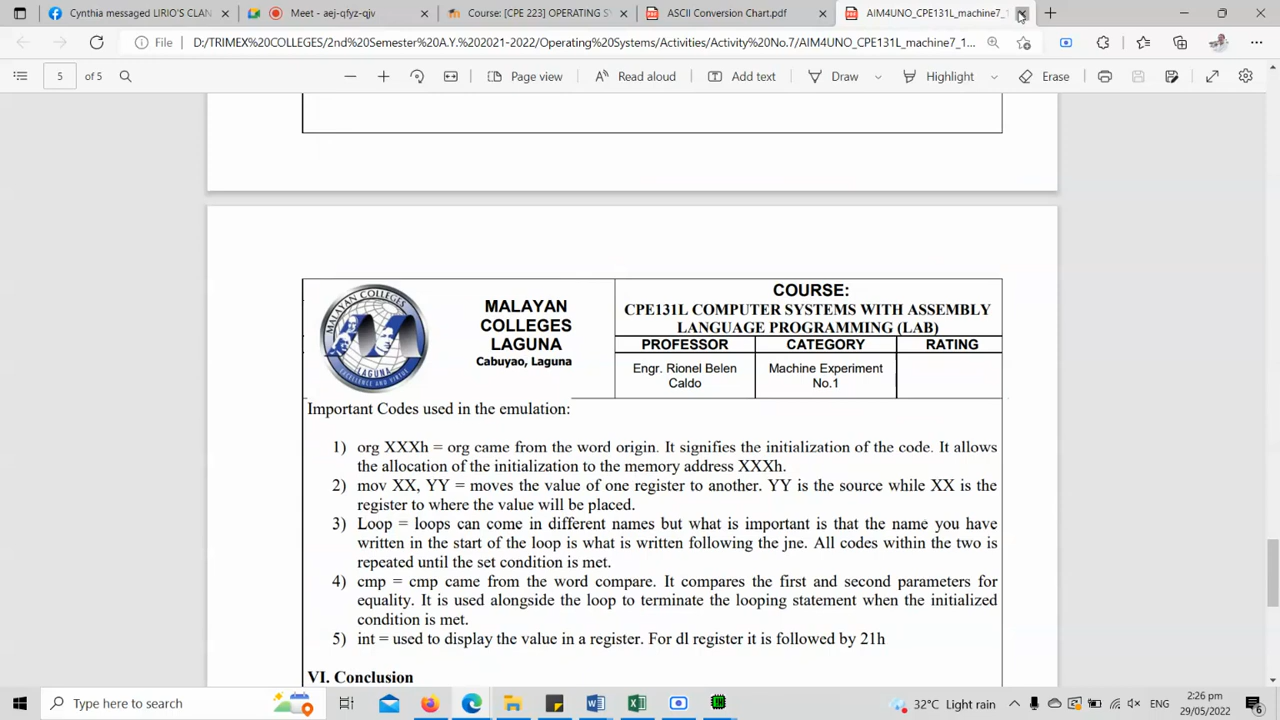 Cynthia messaged LIRIO'S CLAN
Meet - aej-qfyz-qjv
Course: [CPE 223] OPERATING S
ASCII Conversion Chart.pdf
AIM4UNO_CPE131L_machine7_1
File
D:/TRIMEX%20COLLEGES/2nd%20Semester%20A.Y.%202021-2022/Operating%20Systems/Activities/Activity%20No.7/AIM4UNO_CPE131L_machine7_1...
5
of 5
Page view
Read aloud
Add text
Draw
Highlight
Erase
MALAYAN COLLEGES LAGUNA
MALAYAN
COLLEGES
LAGUNA
Cabuyao, Laguna
COURSE:
CPE131L COMPUTER SYSTEMS WITH ASSEMBLY
LANGUAGE PROGRAMMING (LAB)
PROFESSOR
CATEGORY
RATING
Engr. Rionel Belen
Caldo
Machine Experiment
No.1
Important Codes used in the emulation:
1) org XXXh = org came from the word origin. It signifies the initialization of the code. It allows
the allocation of the initialization to the memory address XXXh.
2) mov XX, YY = moves the value of one register to another. YY is the source while XX is the
register to where the value will be placed.
3) Loop = loops can come in different names but what is important is that the name you have
written in the start of the loop is what is written following the jne. All codes within the two is
repeated until the set condition is met.
4) cmp = cmp came from the word compare. It compares the first and second parameters for
equality. It is used alongside the loop to terminate the looping statement when the initialized
condition is met.
5) int = used to display the value in a register. For dl register it is followed by 21h
VI. Conclusion
Type here to search
32°C Light rain
ENG
2:26 pm
29/05/2022
6